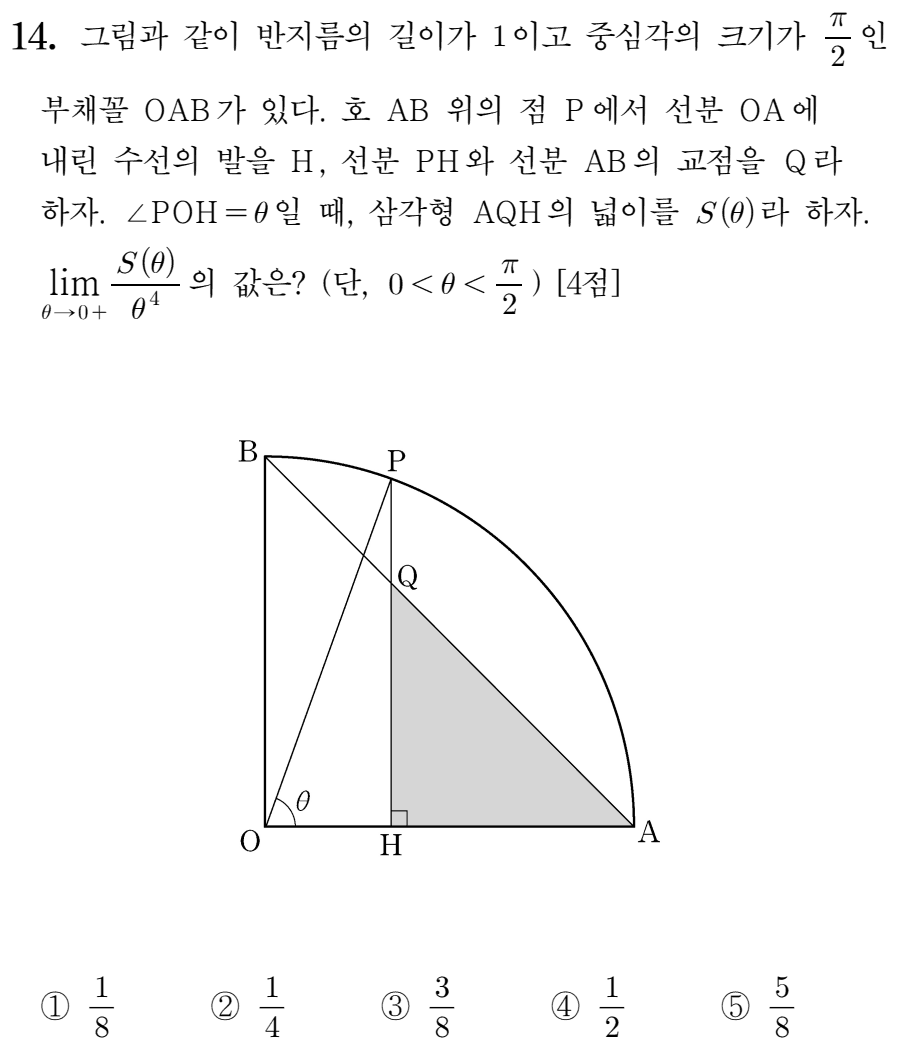 14. 그림과 같이 반지름의 길이가 1이고 중심각의 크기가 π/2 인
부채꼴 OAB가 있다. 호 AB 위의 점 P에서 선분 OA에
내린 수선의 발을 H, 선분 PH와 선분 AB의 교점을 Q라
하자. ∠POH=θ일 때, 삼각형 AQH의 넓이를 S(θ)라 하자.
lim θ→0+ S(θ)/θ⁴ 의 값은? (단, 0<θ<π/2) [4점]
B P
Q
θ
O H A
① 1/8 ② 1/4 ③ 3/8 ④ 1/2 ⑤ 5/8